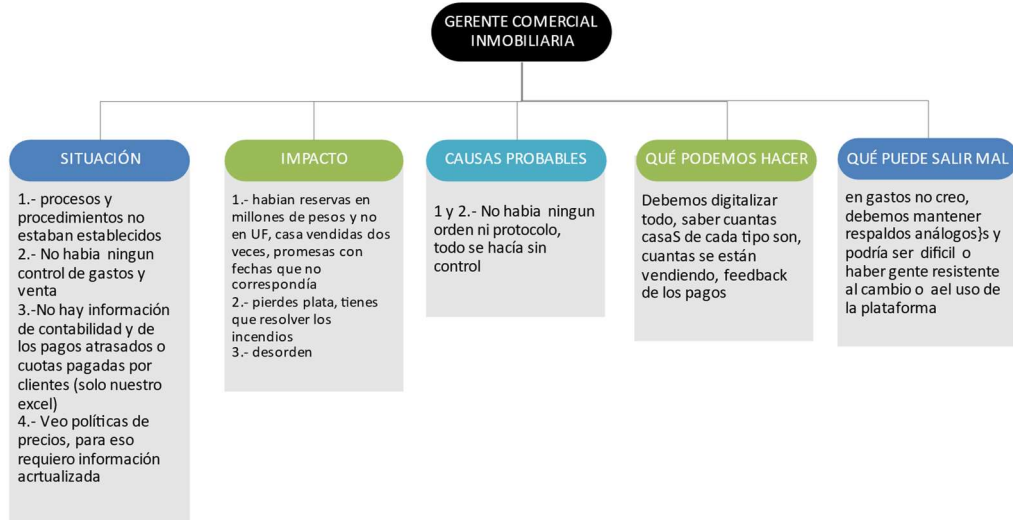 GERENTE COMERCIAL
INMOBILIARIA
SITUACIÓN
1.- procesos y
procedimientos no
estaban establecidos
2.- No habia ningun
control de gastos y
venta
3.-No hay información
de contabilidad y de
los pagos atrasados o
cuotas pagadas por
clientes (solo nuestro
excel)
4.- Veo políticas de
precios, para eso
requiero información
acrtualizada
IMPACTO
1.- habian reservas en
millones de pesos y no
en UF, casa vendidas dos
veces, promesas con
fechas que no
correspondía
2.- pierdes plata, tienes
que resolver los
incendios
3.- desorden
CAUSAS PROBABLES
1 y 2.- No habia ningun
orden ni protocolo,
todo se hacía sin
control
QUÉ PODEMOS HACER
Debemos digitalizar
todo, saber cuantas
casaS de cada tipo son,
cuantas se están
vendiendo, feedback
de los pagos
QUÉ PUEDE SALIR MAL
en gastos no creo,
debemos mantener
respaldos análogo}s y
podría ser dificil o
haber gente resistente
al cambio o ael uso de
la plataforma